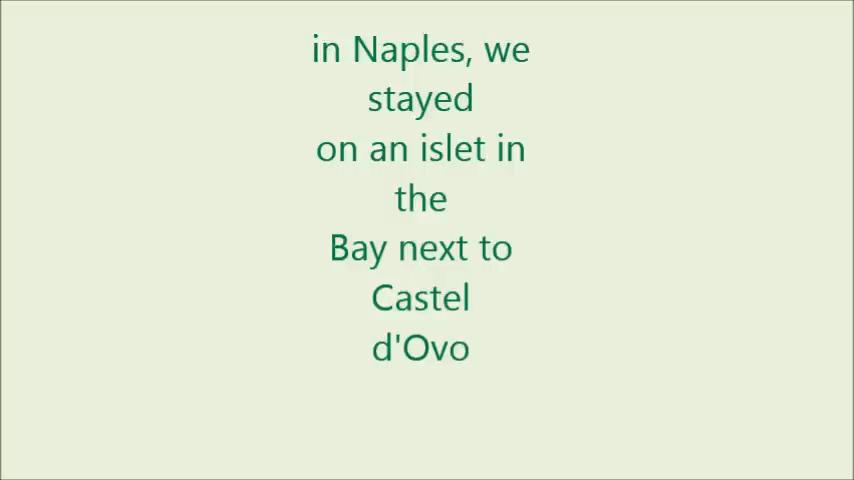 in Naples, we
stayed
on an islet in
the
Bay next to
Castel
d'Ovo